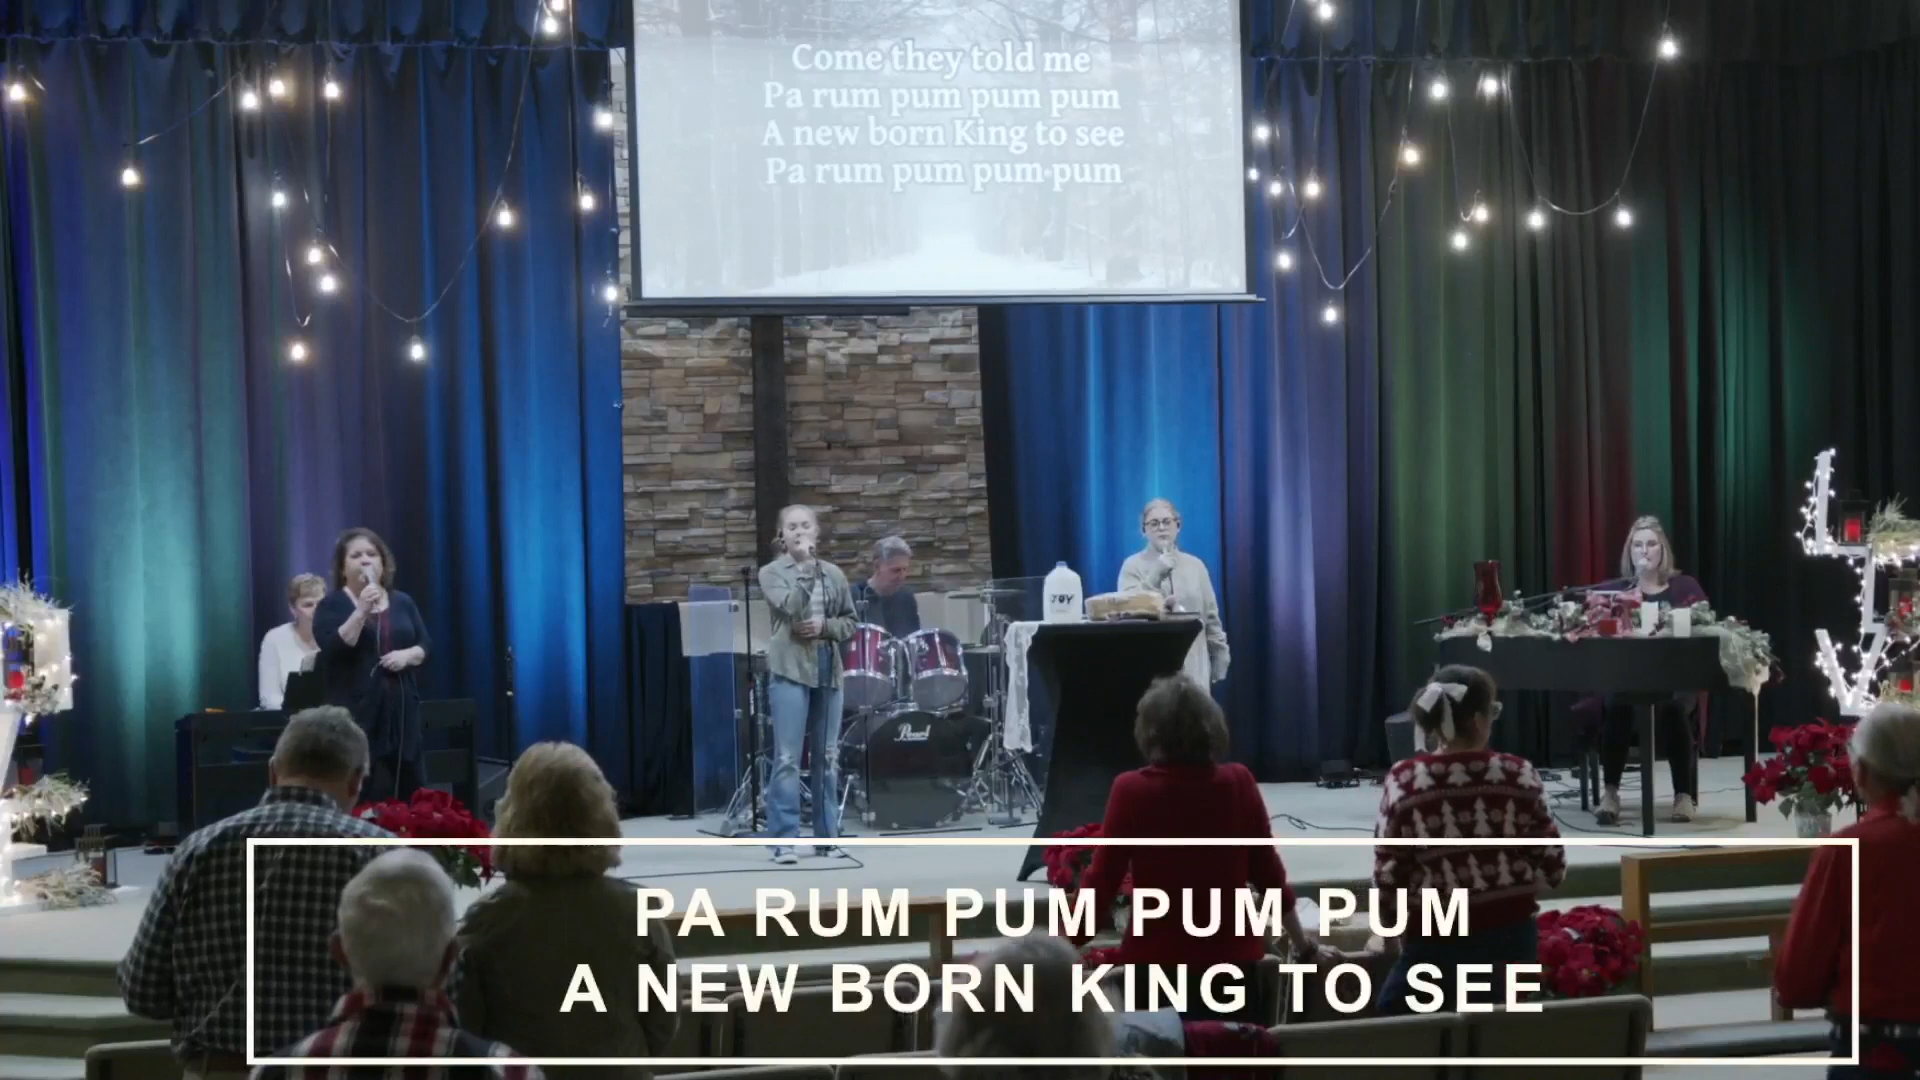 Come they told me
Pa rum pum pum pum
A new born King to see
Pa rum pum pum pum
JOY
Pearl
PA RUM PUM PUM PUM
A NEW BORN KING TO SEE